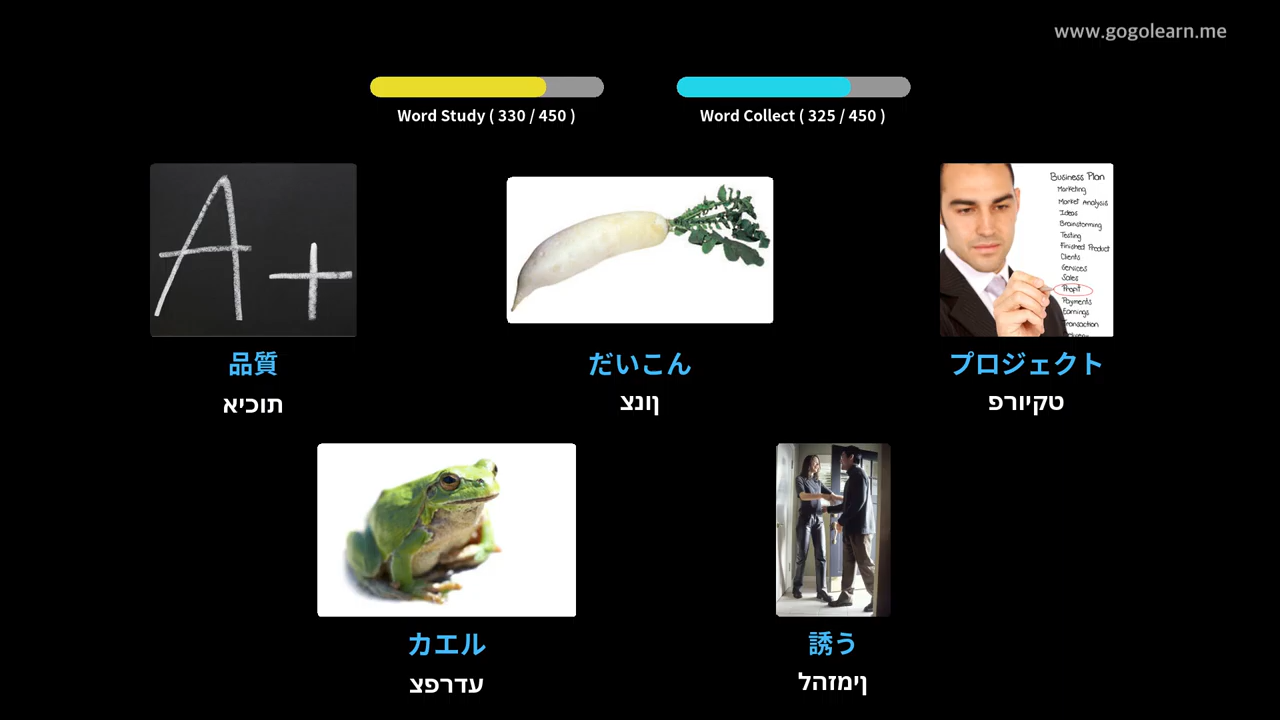 www.gogolearn.me
Word Study ( 330 / 450 )
Word Collect ( 325 / 450 )
A+
Business Plan
Marketing
Market Analysis
Ideas
Brainstorming
Testing
Finished Product
Clients
Services
Sales
Profit
Payments
Earnings
Transaction
品質
איכות
だいこん
צנון
プロジェクト
פרויקט
カエル
צפרדע
誘う
להזמין